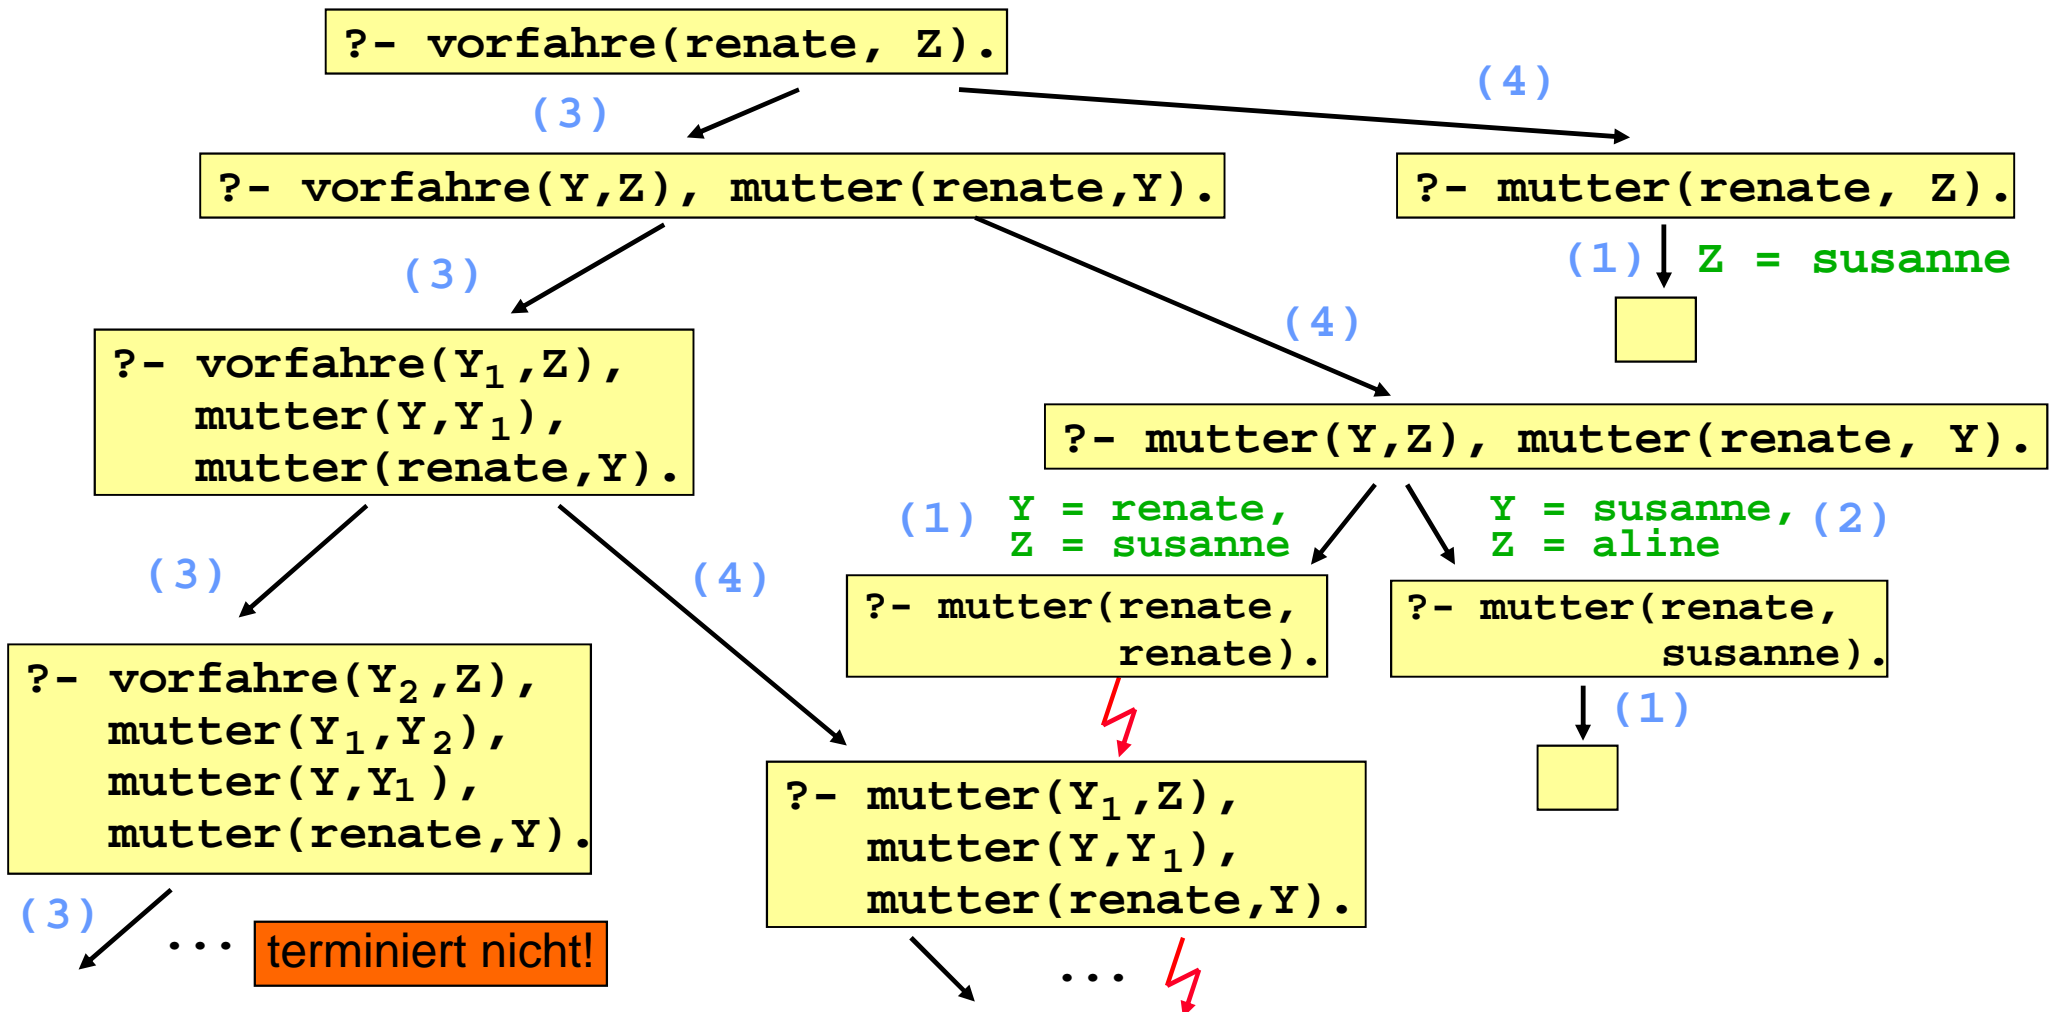 ?- vorfahre(renate, Z).
(3)
(4)
?- vorfahre(Y,Z), mutter(renate,Y).
?- mutter(renate, Z).
(3)
(4)
(1)
Z = susanne
?- vorfahre(Y₁,Z),
mutter(Y,Y₁),
mutter(renate,Y).
?- mutter(Y,Z), mutter(renate, Y).
(3)
(4)
(1)
Y = renate,
Z = susanne
Y = susanne,
Z = aline
(2)
?- mutter(renate,
renate).
?- mutter(renate,
susanne).
(1)
?- vorfahre(Y₂,Z),
mutter(Y₁,Y₂),
mutter(Y,Y₁ ),
mutter(renate,Y).
?- mutter(Y₁,Z),
mutter(Y,Y₁),
mutter(renate,Y).
(3)
...
terminiert nicht!
...